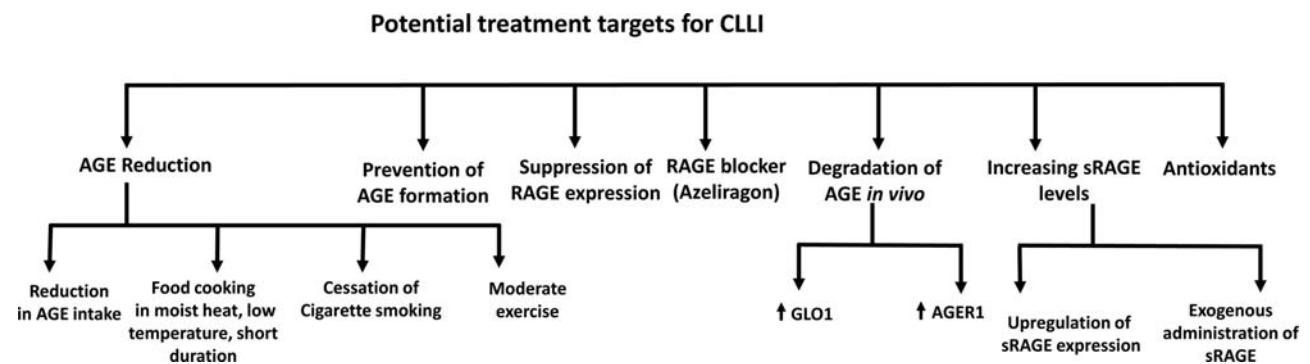 Potential treatment targets for CLLI
AGE Reduction
Prevention of
AGE formation
Suppression of
RAGE expression
RAGE blocker
(Azeliragon)
Degradation of
AGE in vivo
Increasing sRAGE
levels
Antioxidants
Reduction
in AGE intake
Food cooking
in moist heat, low
temperature, short
duration
Cessation of
Cigarette smoking
Moderate
exercise
↑ GLO1
↑ AGER1
Upregulation of
sRAGE expression
Exogenous
administration of
sRAGE